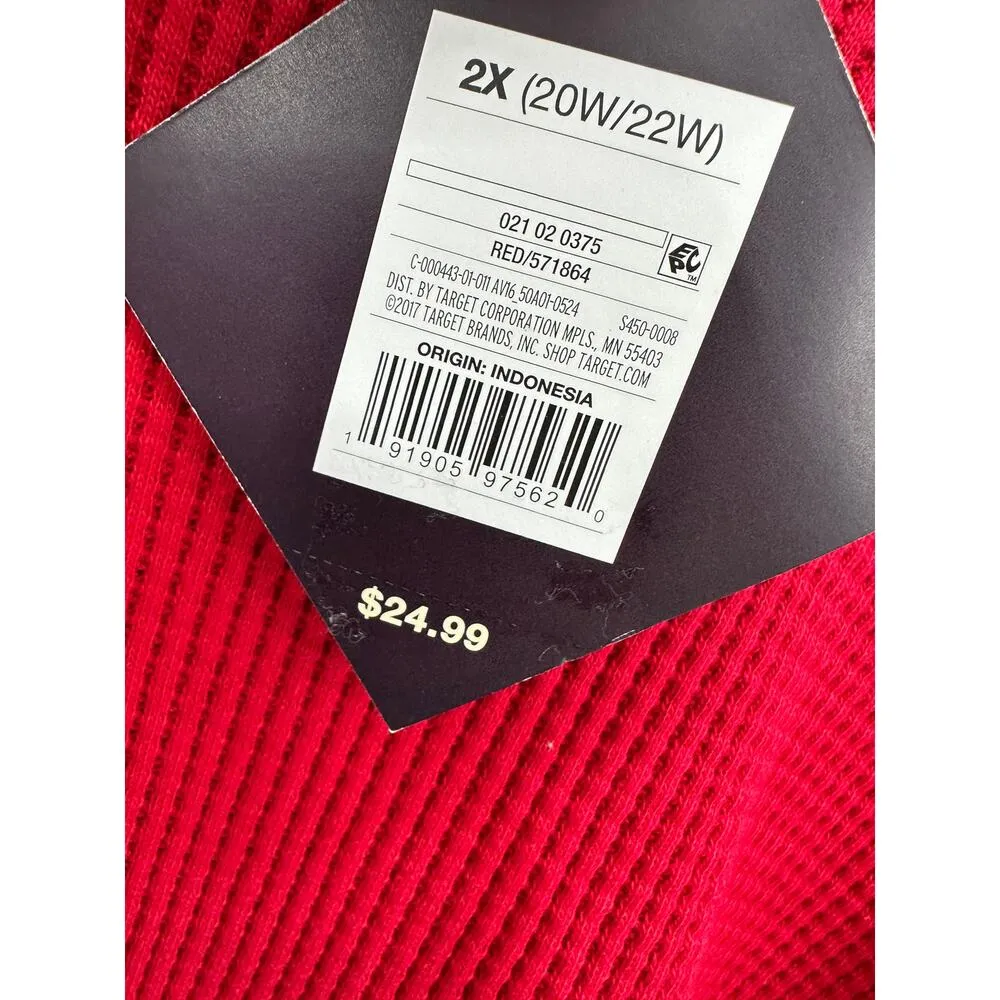 2X (20W/22W)
021 02 0375
RED/571864
EPC
TM
C-000443-01-011 AV16_50A01-0524 S450-0008
DIST. BY TARGET CORPORATION MPLS., MN 55403
©2017 TARGET BRANDS, INC. SHOP TARGET.COM
ORIGIN: INDONESIA
1 91905 97562 0
$24.99